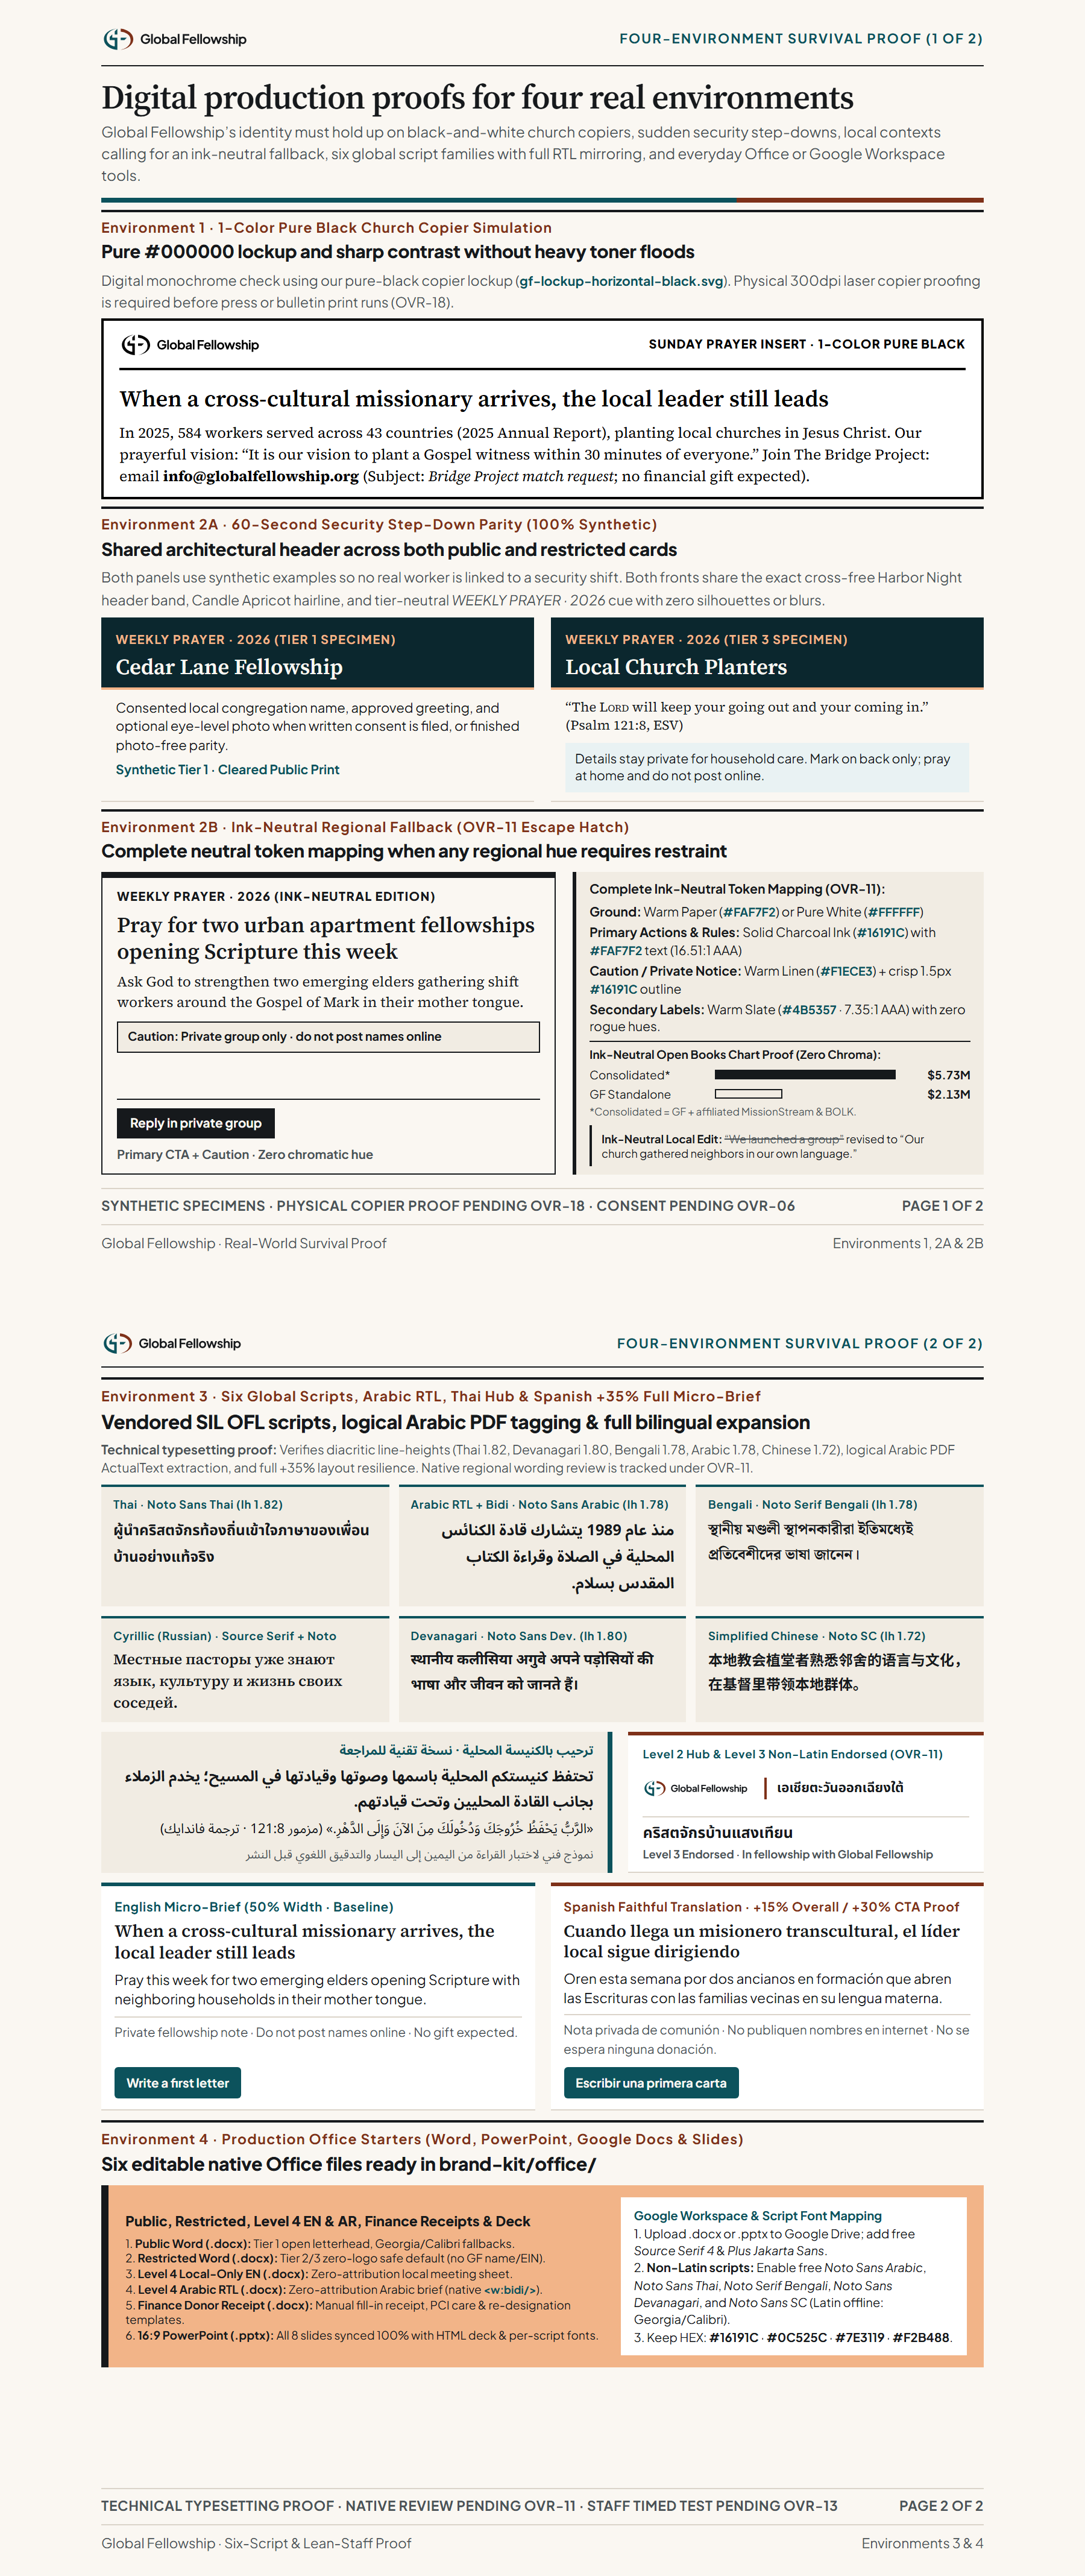 Global Fellowship
FOUR-ENVIRONMENT SURVIVAL PROOF (1 OF 2)
Digital production proofs for four real environments
Global Fellowship's identity must hold up on black-and-white church copiers, sudden security step-downs, local contexts
calling for an ink-neutral fallback, six global script families with full RTL mirroring, and everyday Office or Google Workspace
tools.
Environment 1 · 1-Color Pure Black Church Copier Simulation
Pure #000000 lockup and sharp contrast without heavy toner floods
Digital monochrome check using our pure-black copier lockup (gf-lockup-horizontal-black.svg). Physical 300dpi laser copier proofing
is required before press or bulletin print runs (OVR-18).
Global Fellowship
SUNDAY PRAYER INSERT · 1-COLOR PURE BLACK
When a cross-cultural missionary arrives, the local leader still leads
In 2025, 584 workers served across 43 countries (2025 Annual Report), planting local churches in Jesus Christ. Our
prayerful vision: “It is our vision to plant a Gospel witness within 30 minutes of everyone.” Join The Bridge Project:
email info@globalfellowship.org (Subject: Bridge Project match request; no financial gift expected).
Environment 2A · 60-Second Security Step-Down Parity (100% Synthetic)
Shared architectural header across both public and restricted cards
Both panels use synthetic examples so no real worker is linked to a security shift. Both fronts share the exact cross-free Harbor Night
header band, Candle Apricot hairline, and tier-neutral WEEKLY PRAYER · 2026 cue with zero silhouettes or blurs.
WEEKLY PRAYER · 2026 (TIER 1 SPECIMEN)
Cedar Lane Fellowship
Consented local congregation name, approved greeting, and
optional eye-level photo when written consent is filed, or finished
photo-free parity.
Synthetic Tier 1 · Cleared Public Print
WEEKLY PRAYER · 2026 (TIER 3 SPECIMEN)
Local Church Planters
“The Lord will keep your going out and your coming in.”
(Psalm 121:8, ESV)
Details stay private for household care. Mark on back only; pray
at home and do not post online.
Environment 2B · Ink-Neutral Regional Fallback (OVR-11 Escape Hatch)
Complete neutral token mapping when any regional hue requires restraint
WEEKLY PRAYER · 2026 (INK-NEUTRAL EDITION)
Pray for two urban apartment fellowships
opening Scripture this week
Ask God to strengthen two emerging elders gathering shift
workers around the Gospel of Mark in their mother tongue.
Caution: Private group only · do not post names online
Reply in private group
Primary CTA + Caution · Zero chromatic hue
Complete Ink-Neutral Token Mapping (OVR-11):
Ground: Warm Paper (#FAF7F2) or Pure White (#FFFFFF)
Primary Actions & Rules: Solid Charcoal Ink (#16191C) with
#FAF7F2 text (16.51:1 AAA)
Caution / Private Notice: Warm Linen (#F1ECE3) + crisp 1.5px
#16191C outline
Secondary Labels: Warm Slate (#4B5357 · 7.35:1 AAA) with zero
rogue hues.
Ink-Neutral Open Books Chart Proof (Zero Chroma):
Consolidated* $5.73M
GF Standalone $2.13M
*Consolidated = GF + affiliated MissionStream & BOLK.
Ink-Neutral Local Edit: “We launched a group” revised to “Our
church gathered neighbors in our own language.”
SYNTHETIC SPECIMENS · PHYSICAL COPIER PROOF PENDING OVR-18 · CONSENT PENDING OVR-06
PAGE 1 OF 2
Global Fellowship · Real-World Survival Proof
Environments 1, 2A & 2B
Global Fellowship
FOUR-ENVIRONMENT SURVIVAL PROOF (2 OF 2)
Environment 3 · Six Global Scripts, Arabic RTL, Thai Hub & Spanish +35% Full Micro-Brief
Vendored SIL OFL scripts, logical Arabic PDF tagging & full bilingual expansion
Technical typesetting proof: Verifies diacritic line-heights (Thai 1.82, Devanagari 1.80, Bengali 1.78, Arabic 1.78, Chinese 1.72), logical Arabic PDF
ActualText extraction, and full +35% layout resilience. Native regional wording review is tracked under OVR-11.
Thai · Noto Sans Thai (lh 1.82)
ผู้นำคริสตจักรท้องถิ่นเข้าใจภาษาของเพื่อน
บ้านอย่างแท้จริง
Arabic RTL + Bidi · Noto Sans Arabic (lh 1.78)
منذ عام 1989 يتشارك قادة الكنائس
المحلية في الصلاة وقراءة الكتاب
المقدس بسلام.
Bengali · Noto Serif Bengali (lh 1.78)
স্থানীয় মণ্ডলী স্থাপনকারীরা ইতিমধ্যেই
প্রতিবেশীদের ভাষা জানেন।
Cyrillic (Russian) · Source Serif + Noto
Местные пасторы уже знают
язык, культуру и жизнь своих
соседей.
Devanagari · Noto Sans Dev. (lh 1.80)
स्थानीय कलीसिया अगुवे अपने पड़ोसियों की
भाषा और जीवन को जानते हैं।
Simplified Chinese · Noto SC (lh 1.72)
本地教会植堂者熟悉邻舍的语言与文化，
在基督里带领本地群体。
ترحيب بالكنيسة المحلية · نسخة تقنية للمراجعة
تحتفظ كنيستكم المحلية باسمها وصوتها وقيادتها في المسيح؛ يخدم الزملاء
بجانب القادة المحليين وتحت قيادتهم.
«الرَّبُّ يَحْفَظُ خُرُوجَكَ وَدُخُولَكَ مِنَ الآنَ وَإِلَى الدَّهْرِ.» (مزمور 121:8 · ترجمة فاندايك)
نموذج فني لاختبار القراءة من اليمين إلى اليسار والتدقيق اللغوي قبل النشر
Level 2 Hub & Level 3 Non-Latin Endorsed (OVR-11)
Global Fellowship
เอเชียตะวันออกเฉียงใต้
คริสตจักรบ้านแสงเทียน
Level 3 Endorsed · In fellowship with Global Fellowship
English Micro-Brief (50% Width · Baseline)
When a cross-cultural missionary arrives, the
local leader still leads
Pray this week for two emerging elders opening Scripture with
neighboring households in their mother tongue.
Private fellowship note · Do not post names online · No gift expected.
Write a first letter
Spanish Faithful Translation · +15% Overall / +30% CTA Proof
Cuando llega un misionero transcultural, el líder
local sigue dirigiendo
Oren esta semana por dos ancianos en formación que abren
las Escrituras con las familias vecinas en su lengua materna.
Nota privada de comunión · No publiquen nombres en internet · No se
espera ninguna donación.
Escribir una primera carta
Environment 4 · Production Office Starters (Word, PowerPoint, Google Docs & Slides)
Six editable native Office files ready in brand-kit/office/
Public, Restricted, Level 4 EN & AR, Finance Receipts & Deck
1. Public Word (.docx): Tier 1 open letterhead, Georgia/Calibri fallbacks.
2. Restricted Word (.docx): Tier 2/3 zero-logo safe default (no GF name/EIN).
3. Level 4 Local-Only EN (.docx): Zero-attribution local meeting sheet.
4. Level 4 Arabic RTL (.docx): Zero-attribution Arabic brief (native <w:bidi/>).
5. Finance Donor Receipt (.docx): Manual fill-in receipt, PCI care & re-designation
templates.
6. 16:9 PowerPoint (.pptx): All 8 slides synced 100% with HTML deck & per-script fonts.
Google Workspace & Script Font Mapping
1. Upload .docx or .pptx to Google Drive; add free
Source Serif 4 & Plus Jakarta Sans.
2. Non-Latin scripts: Enable free Noto Sans Arabic,
Noto Sans Thai, Noto Serif Bengali, Noto Sans
Devanagari, and Noto Sans SC (Latin offline:
Georgia/Calibri).
3. Keep HEX: #16191C · #0C525C · #7E3119 · #F2B488.
TECHNICAL TYPESETTING PROOF · NATIVE REVIEW PENDING OVR-11 · STAFF TIMED TEST PENDING OVR-13
PAGE 2 OF 2
Global Fellowship · Six-Script & Lean-Staff Proof
Environments 3 & 4